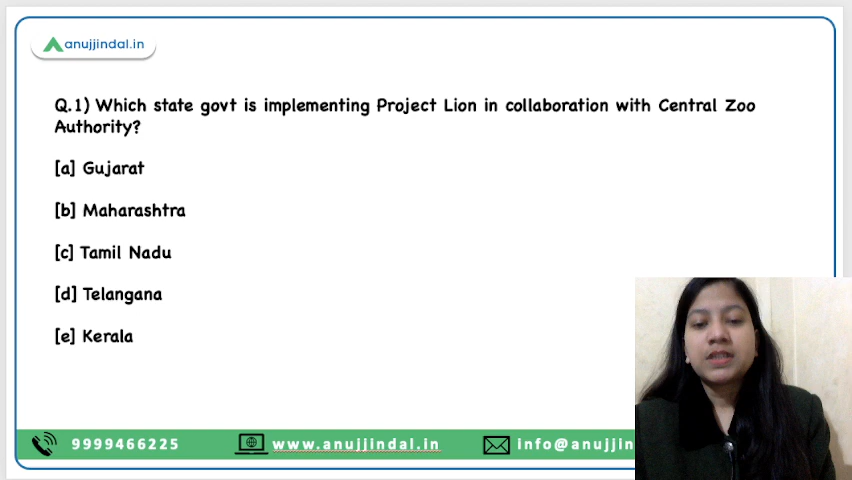 anujjindal.in
Q.1) Which state govt is implementing Project Lion in collaboration with Central Zoo
Authority?
[a] Gujarat
[b] Maharashtra
[c] Tamil Nadu
[d] Telangana
[e] Kerala
9999466225 www.anujjindal.in info@anujjin